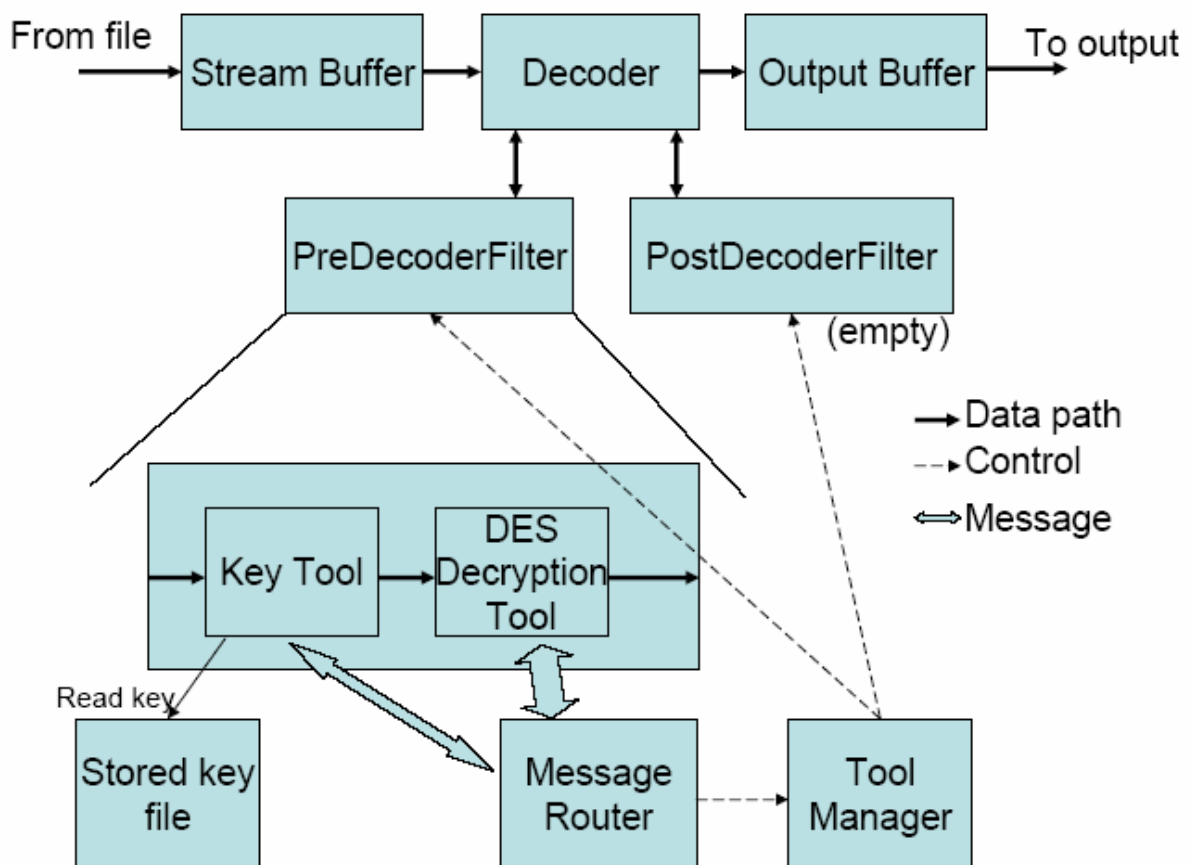 From file
Stream Buffer
Decoder
Output Buffer
To output
PreDecoderFilter
PostDecoderFilter
(empty)
Data path
Control
Message
Key Tool
DES
Decryption
Tool
Read key
Stored key
file
Message
Router
Tool
Manager